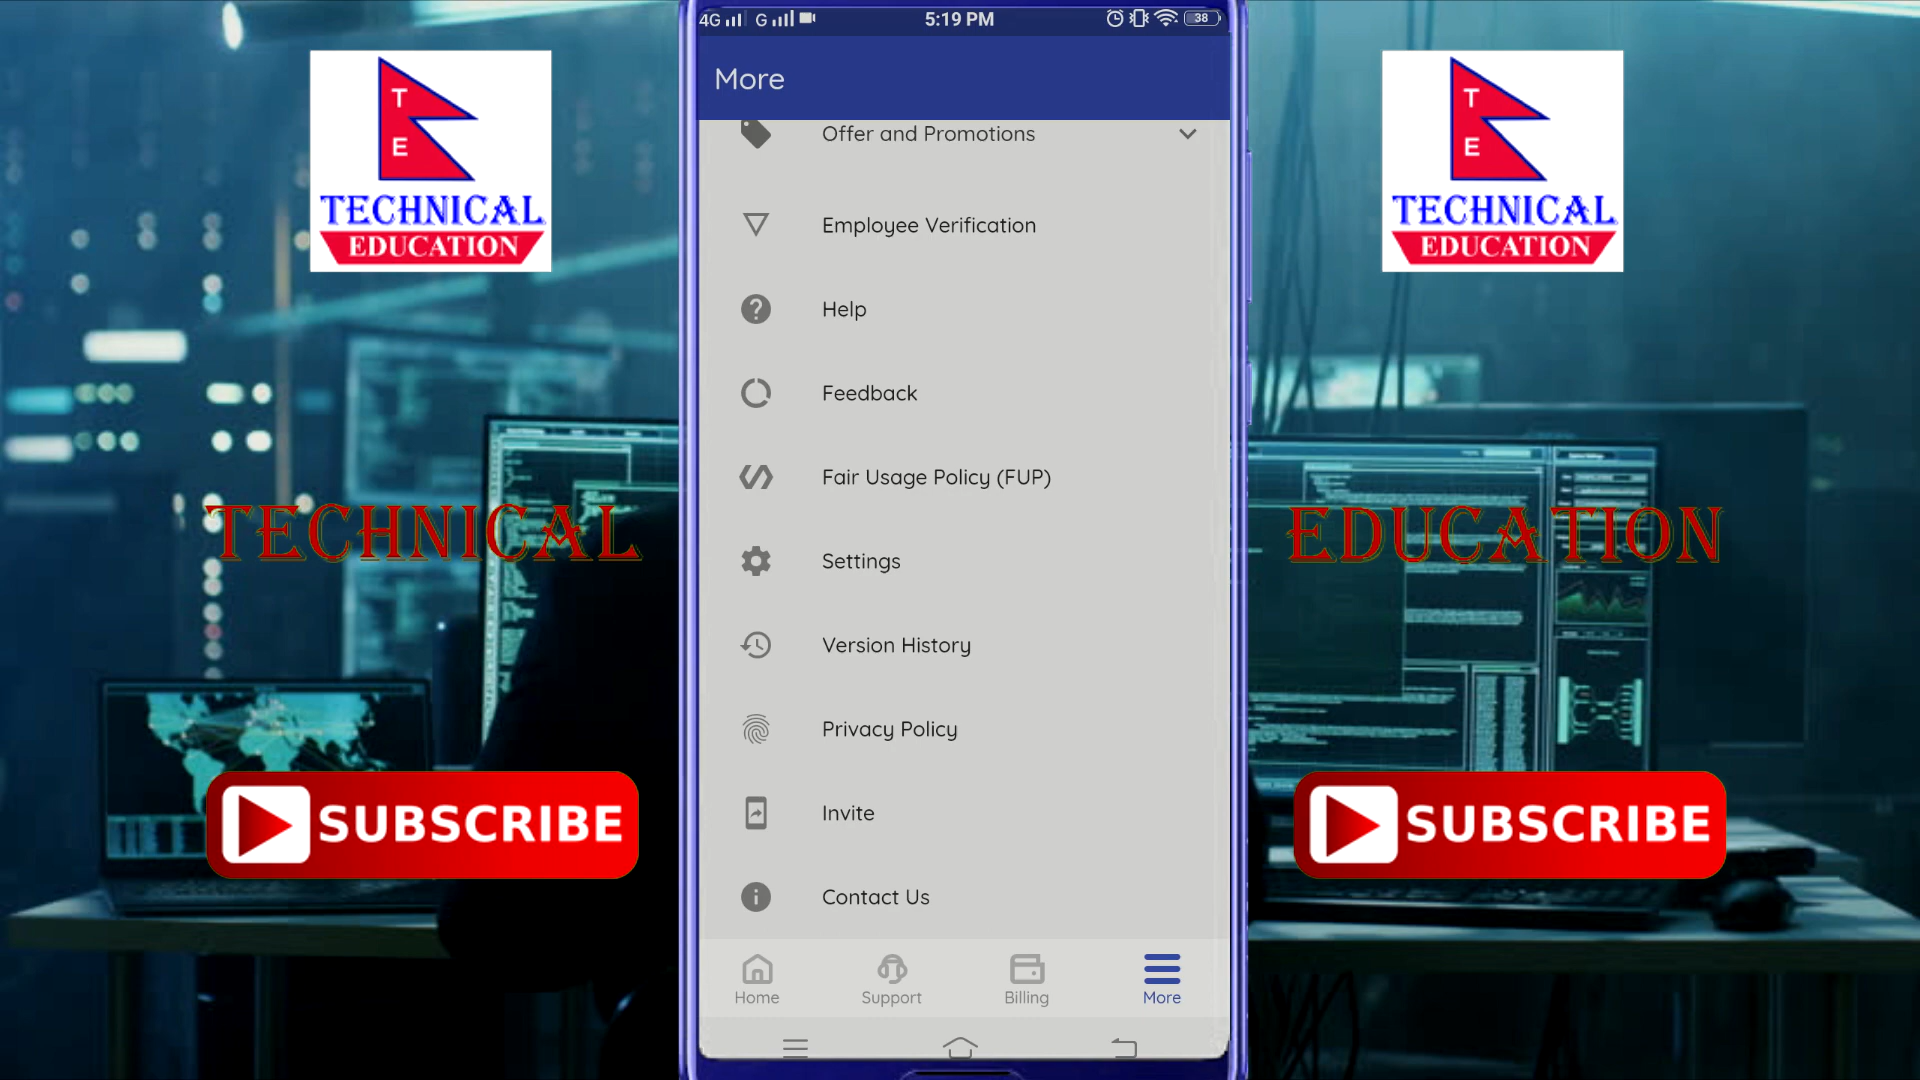 4G G 5:19 PM 38
More
Offer and Promotions
Employee Verification
Help
Feedback
Fair Usage Policy (FUP)
Settings
Version History
Privacy Policy
Invite
Contact Us
Home Support Billing More
T
E
TECHNICAL
EDUCATION
TECHNICAL
SUBSCRIBE
T
E
TECHNICAL
EDUCATION
EDUCATION
SUBSCRIBE